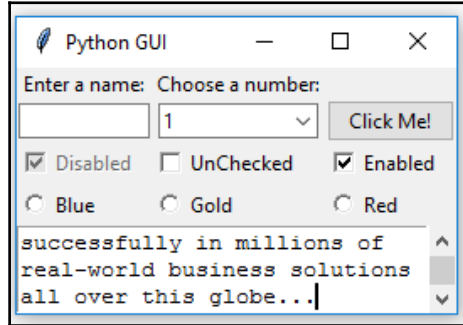 Python GUI
Enter a name: Choose a number:
1 Click Me!
Disabled UnChecked Enabled
Blue Gold Red
successfully in millions of
real-world business solutions
all over this globe...